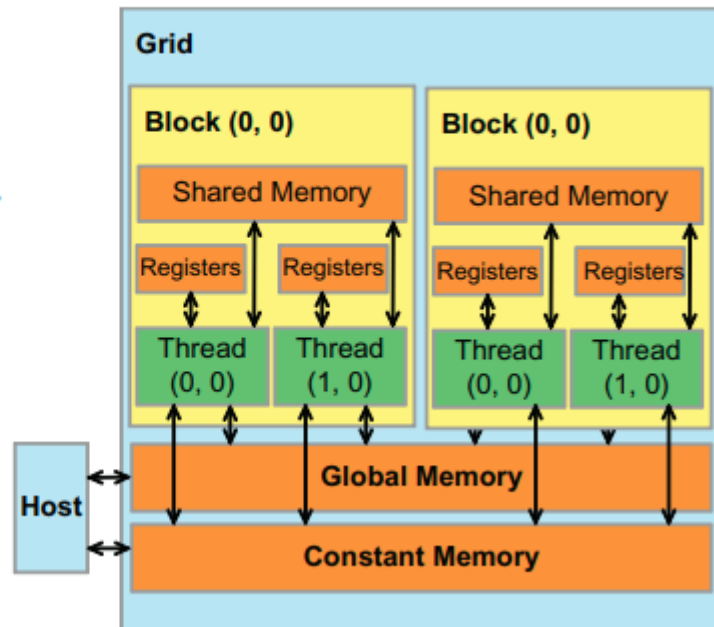 Grid
Block (0, 0)
Shared Memory
Registers
Registers
Thread
(0, 0)
Thread
(1, 0)
Block (0, 0)
Shared Memory
Registers
Registers
Thread
(0, 0)
Thread
(1, 0)
Host
Global Memory
Constant Memory